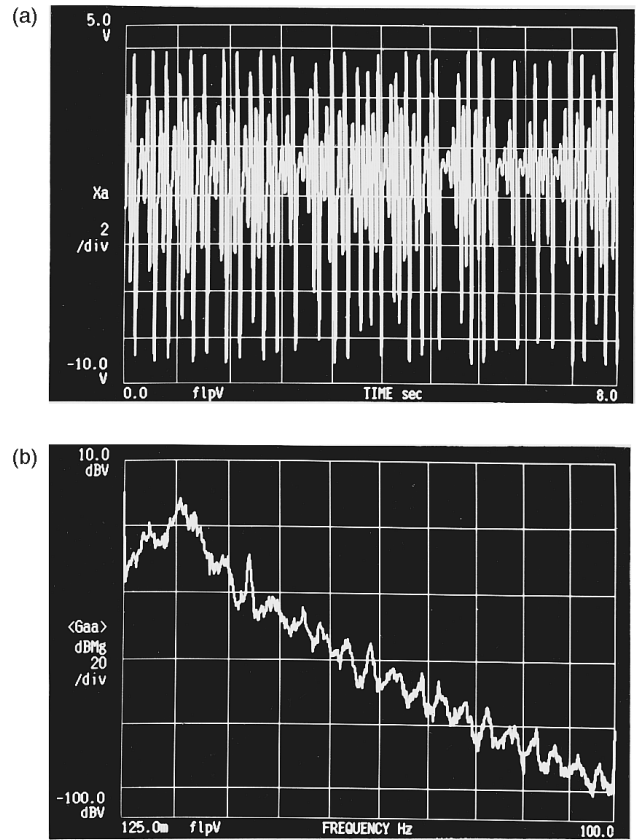 (a)
5.0
V
Xa
2
/div
-10.0
V
0.0 flpV TIME sec 8.0
(b)
10.0
dBV
<Gaa>
dBMg
20
/div
-100.0
dBV
125.0m flpV FREQUENCY Hz 100.0